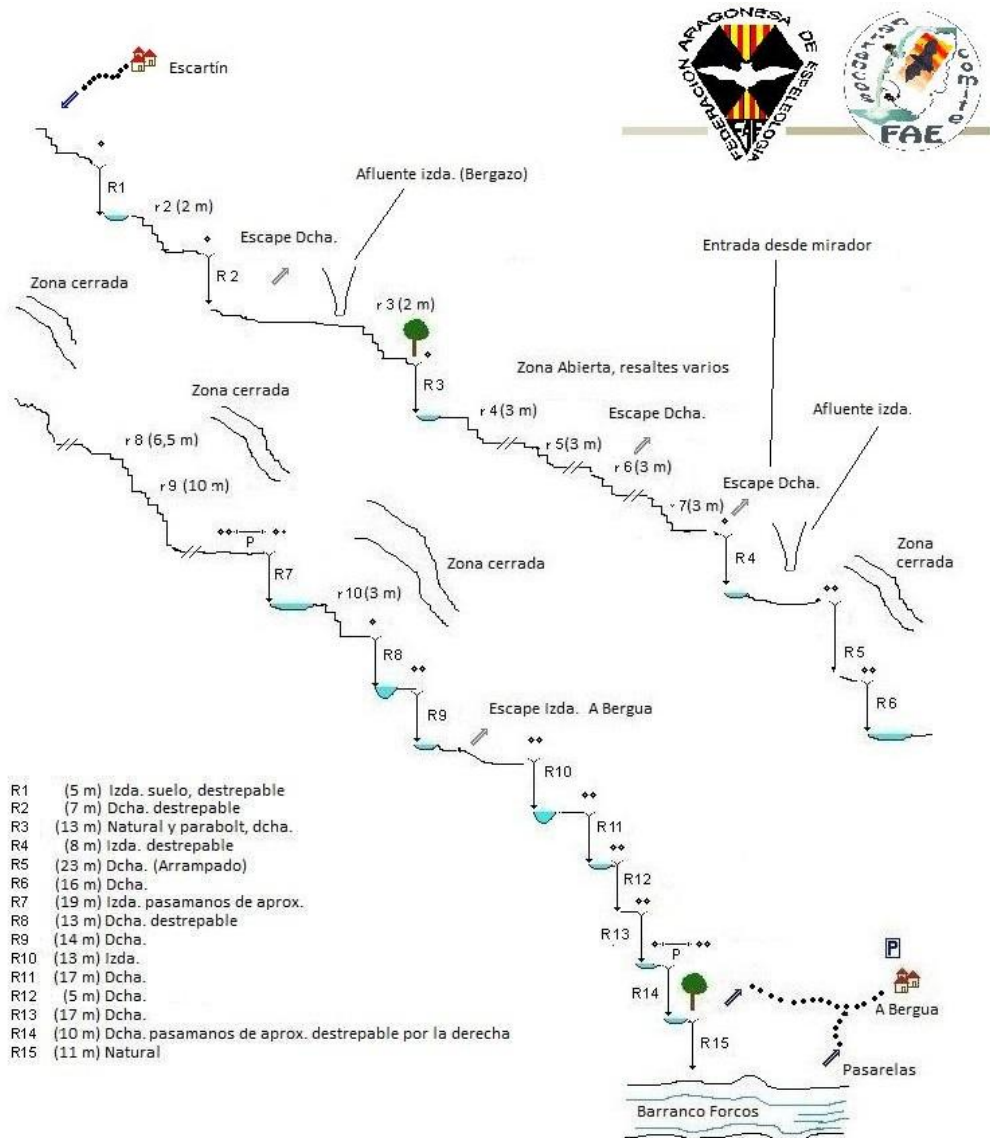 FEDERACIÓN ARAGONESA DE ESPELEOLOGÍA
FAE
barrancos comite
FAE
Escartín
R1
Afluente izda. (Bergazo)
r 2 (2 m)
Escape Dcha.
Entrada desde mirador
R 2
Zona cerrada
r 3 (2 m)
R3
Zona Abierta, resaltes varios
Zona cerrada
r 4 (3 m)
Escape Dcha.
Afluente izda.
r 8 (6,5 m)
r 5(3 m)
r 6 (3 m)
r 9 (10 m)
Escape Dcha.
r 7(3 m)
P
R4
Zona
cerrada
Zona cerrada
R7
r 10 (3 m)
R8
R5
R9
R6
Escape Izda. A Bergua
R10
R11
R12
R13
P
R14
R15
P
A Bergua
Pasarelas
Barranco Forcos
R1 (5 m) Izda. suelo, destrepable
R2 (7 m) Dcha. destrepable
R3 (13 m) Natural y parabolt, dcha.
R4 (8 m) Izda. destrepable
R5 (23 m) Dcha. (Arrampado)
R6 (16 m) Dcha.
R7 (19 m) Izda. pasamanos de aprox.
R8 (13 m) Dcha. destrepable
R9 (14 m) Dcha.
R10 (13 m) Izda.
R11 (17 m) Dcha.
R12 (5 m) Dcha.
R13 (17 m) Dcha.
R14 (10 m) Dcha. pasamanos de aprox. destrepable por la derecha
R15 (11 m) Natural